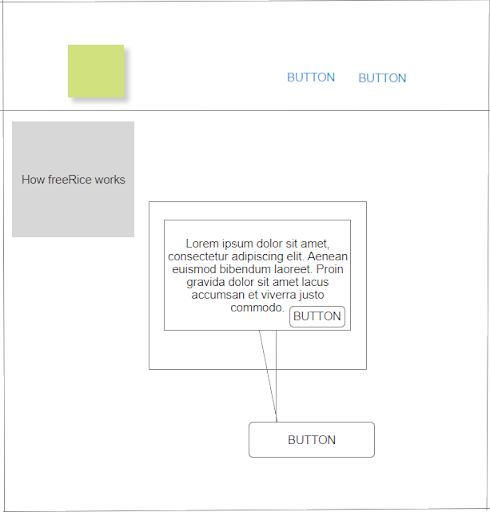 BUTTON BUTTON
How freeRice works
Lorem ipsum dolor sit amet,
consectetur adipiscing elit. Aenean
euismod bibendum laoreet. Proin
gravida dolor sit amet lacus
accumsan et viverra justo
commodo.
BUTTON
BUTTON